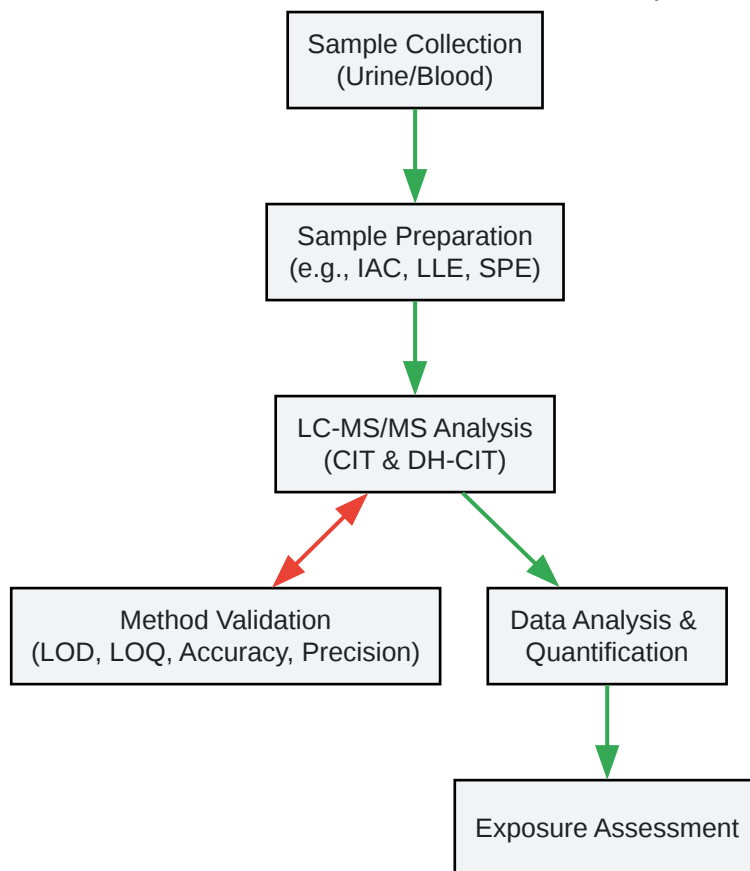 Sample Collection
(Urine/Blood)
Sample Preparation
(e.g., IAC, LLE, SPE)
LC-MS/MS Analysis
(CIT & DH-CIT)
Method Validation
(LOD, LOQ, Accuracy, Precision)
Data Analysis &
Quantification
Exposure Assessment